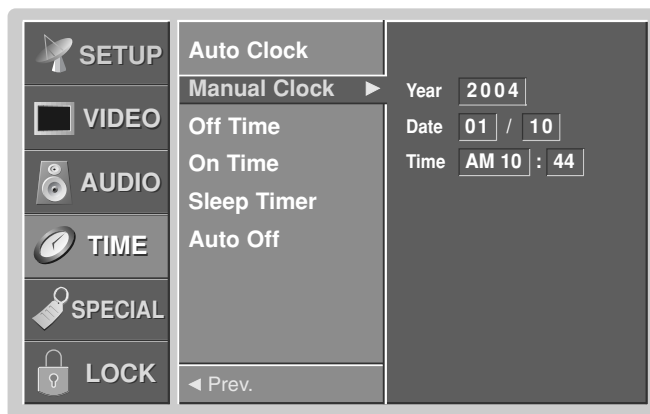 SETUP
VIDEO
AUDIO
TIME
SPECIAL
LOCK
Auto Clock
Manual Clock ▶
Off Time
On Time
Sleep Timer
Auto Off
◄ Prev.
Year 2004
Date 01 / 10
Time AM 10 : 44